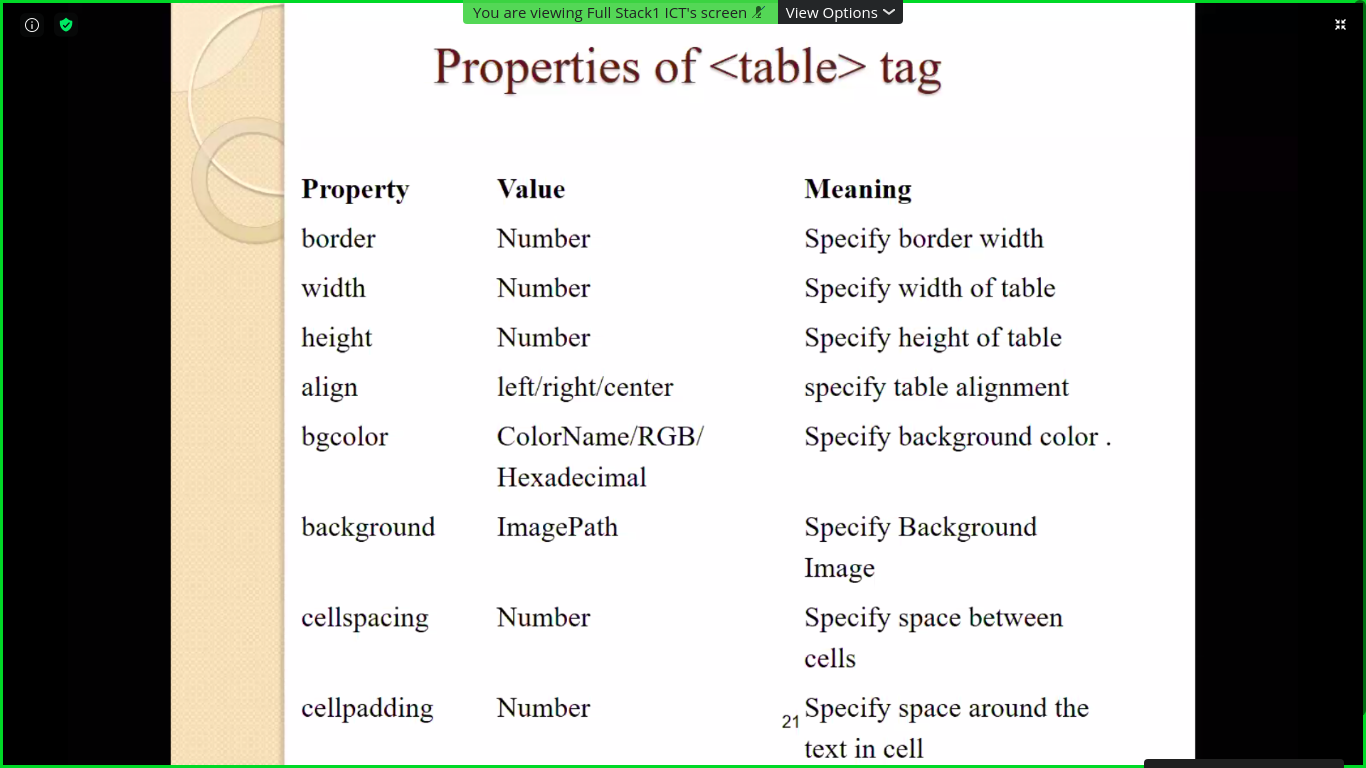 You are viewing Full Stack1 ICT's screen View Options
Properties of <table> tag
Property Value Meaning
border Number Specify border width
width Number Specify width of table
height Number Specify height of table
align left/right/center specify table alignment
bgcolor ColorName/RGB/ Specify background color .
Hexadecimal
background ImagePath Specify Background
Image
cellspacing Number Specify space between
cells
cellpadding Number Specify space around the
21
text in cell